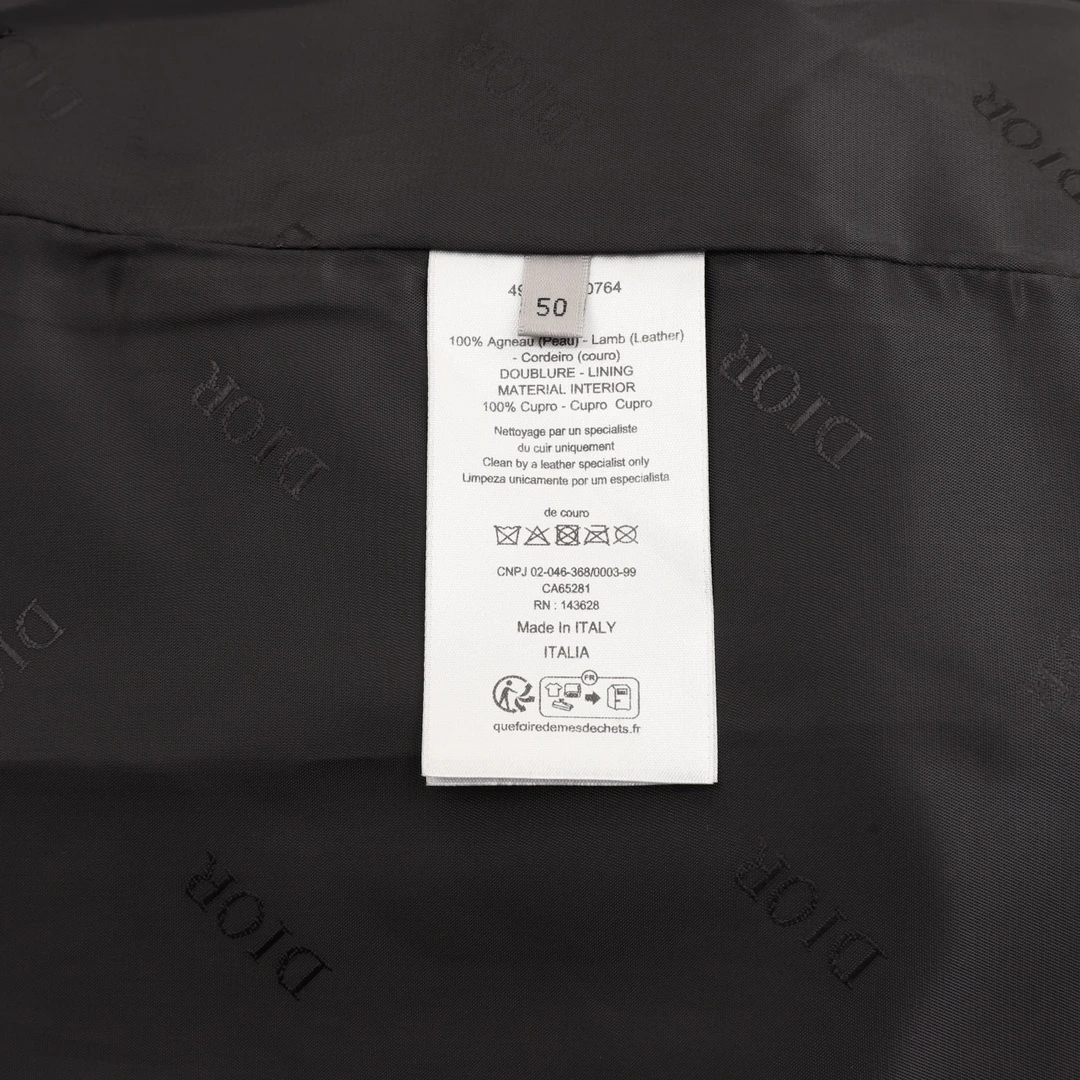 DIOR
DIOR
50
100% Agneau (Peau) - Lamb (Leather)
- Cordeiro (couro)
DOUBLURE - LINING
MATERIAL INTERIOR
100% Cupro - Cupro Cupro
Nettoyage par un specialiste
du cuir uniquement
Clean by a leather specialist only
Limpeza unicamente por um especialista
de couro
CNPJ 02-046-368/0003-99
CA65281
RN : 143628
Made In ITALY
ITALIA
FR
quefairedemesdechets.fr
DIOR
DIOR
DIOR
DIOR